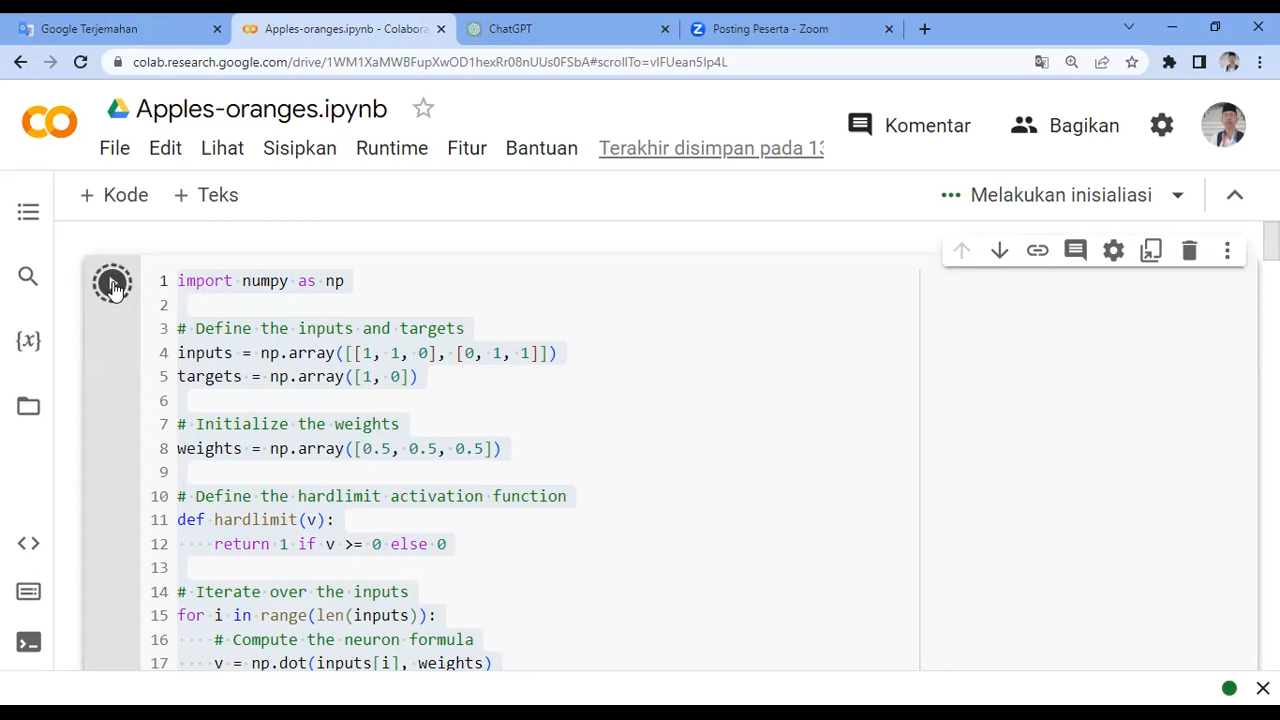 Google Terjemahan
Apples-oranges.ipynb - Colabora
ChatGPT
Posting Peserta - Zoom
colab.research.google.com/drive/1WM1XaMWBFupXwOD1hexRr08nUUs0FSbA#scrollTo=vIFUean5Ip4L
Apples-oranges.ipynb
Komentar
Bagikan
File Edit Lihat Sisipkan Runtime Fitur Bantuan Terakhir disimpan pada 13
+ Kode + Teks
Melakukan inisialiasi
1 import numpy as np
2
3 # Define the inputs and targets
4 inputs = np.array([[1, 1, 0], [0, 1, 1]])
5 targets = np.array([1, 0])
6
7 # Initialize the weights
8 weights = np.array([0.5, 0.5, 0.5])
9
10 # Define the hardlimit activation function
11 def hardlimit(v):
12     return 1 if v >= 0 else 0
13
14 # Iterate over the inputs
15 for i in range(len(inputs)):
16     # Compute the neuron formula
17     v = np.dot(inputs[i], weights)